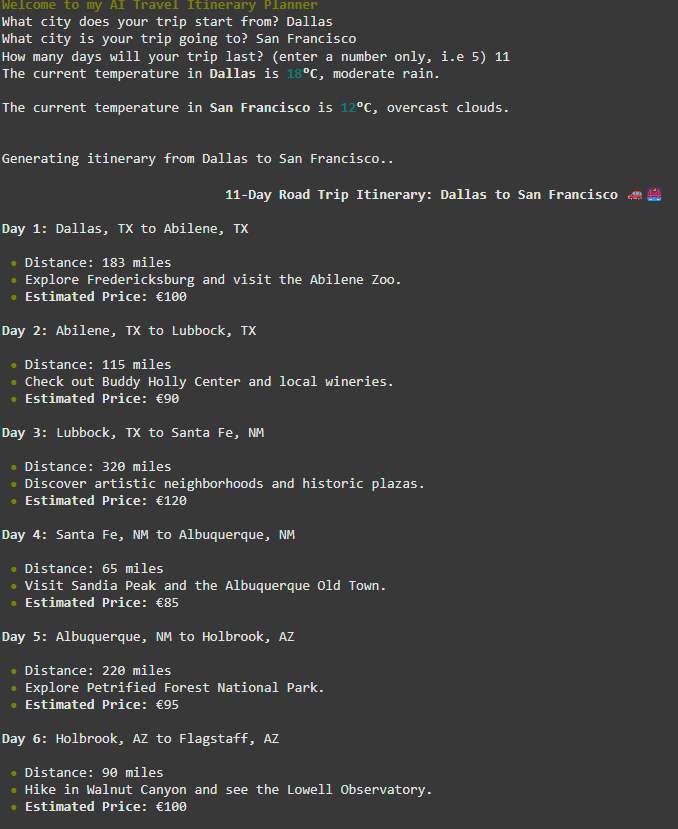 Welcome to my AI Travel Itinerary Planner
What city does your trip start from? Dallas
What city is your trip going to? San Francisco
How many days will your trip last? (enter a number only, i.e 5) 11
The current temperature in Dallas is 18°C, moderate rain.
The current temperature in San Francisco is 12°C, overcast clouds.
Generating itinerary from Dallas to San Francisco..
11-Day Road Trip Itinerary: Dallas to San Francisco 🚗🌉
Day 1: Dallas, TX to Abilene, TX
• Distance: 183 miles
• Explore Fredericksburg and visit the Abilene Zoo.
• Estimated Price: €100
Day 2: Abilene, TX to Lubbock, TX
• Distance: 115 miles
• Check out Buddy Holly Center and local wineries.
• Estimated Price: €90
Day 3: Lubbock, TX to Santa Fe, NM
• Distance: 320 miles
• Discover artistic neighborhoods and historic plazas.
• Estimated Price: €120
Day 4: Santa Fe, NM to Albuquerque, NM
• Distance: 65 miles
• Visit Sandia Peak and the Albuquerque Old Town.
• Estimated Price: €85
Day 5: Albuquerque, NM to Holbrook, AZ
• Distance: 220 miles
• Explore Petrified Forest National Park.
• Estimated Price: €95
Day 6: Holbrook, AZ to Flagstaff, AZ
• Distance: 90 miles
• Hike in Walnut Canyon and see the Lowell Observatory.
• Estimated Price: €100